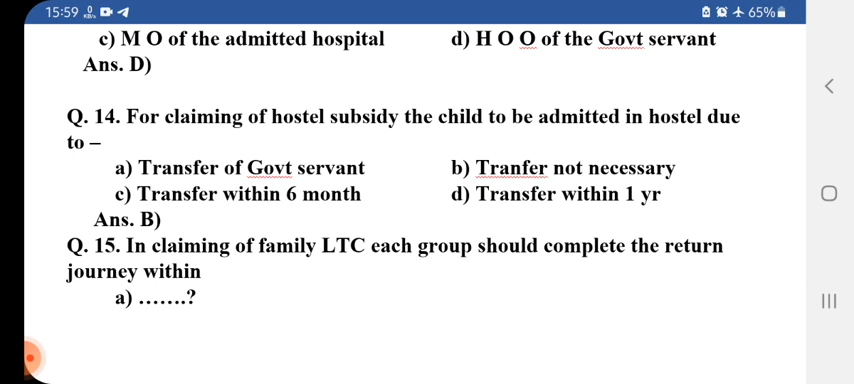 15:59 0 KB/s 65%
c) M O of the admitted hospital d) H O O of the Govt servant
Ans. D)
Q. 14. For claiming of hostel subsidy the child to be admitted in hostel due
to –
a) Transfer of Govt servant b) Tranfer not necessary
c) Transfer within 6 month d) Transfer within 1 yr
Ans. B)
Q. 15. In claiming of family LTC each group should complete the return
journey within
a) …….?